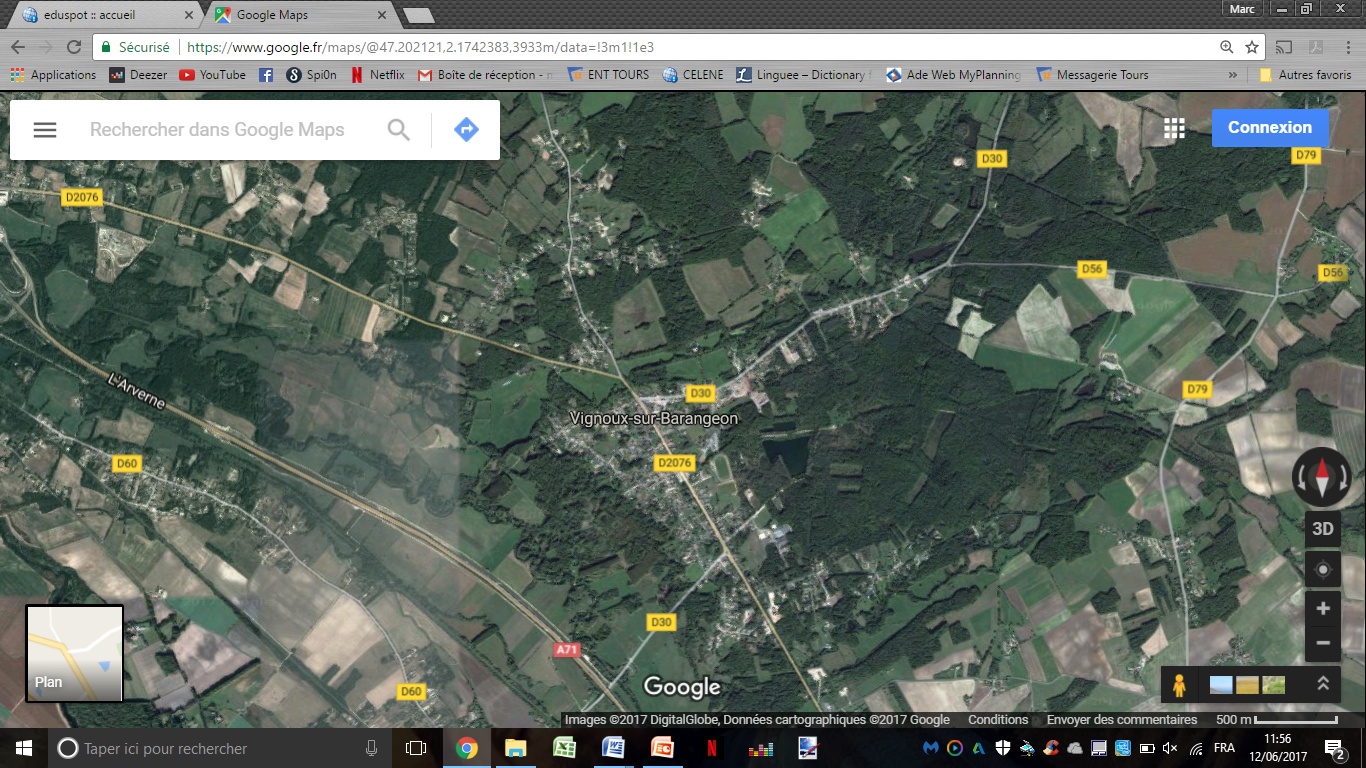 eduspot :: accueil
Google Maps
Marc
Sécurisé
https://www.google.fr/maps/@47.202121,2.1742383,3933m/data=!3m1!1e3
Applications
Deezer
YouTube
Spi0n
Netflix
Boîte de réception - 
ENT TOURS
CELENE
Linguee – Dictionary
Ade Web MyPlanning
Messagerie Tours
»
Autres favoris
Rechercher dans Google Maps
Connexion
D30
D79
D2076
D56
D56
L'Arverne
D30
D79
Vignoux-sur-Barangeon
D60
D2076
3D
D30
A71
Plan
D60
Google
Images ©2017 DigitalGlobe, Données cartographiques ©2017 Google
Conditions
Envoyer des commentaires
500 m
Taper ici pour rechercher
FRA
11:56
12/06/2017
2